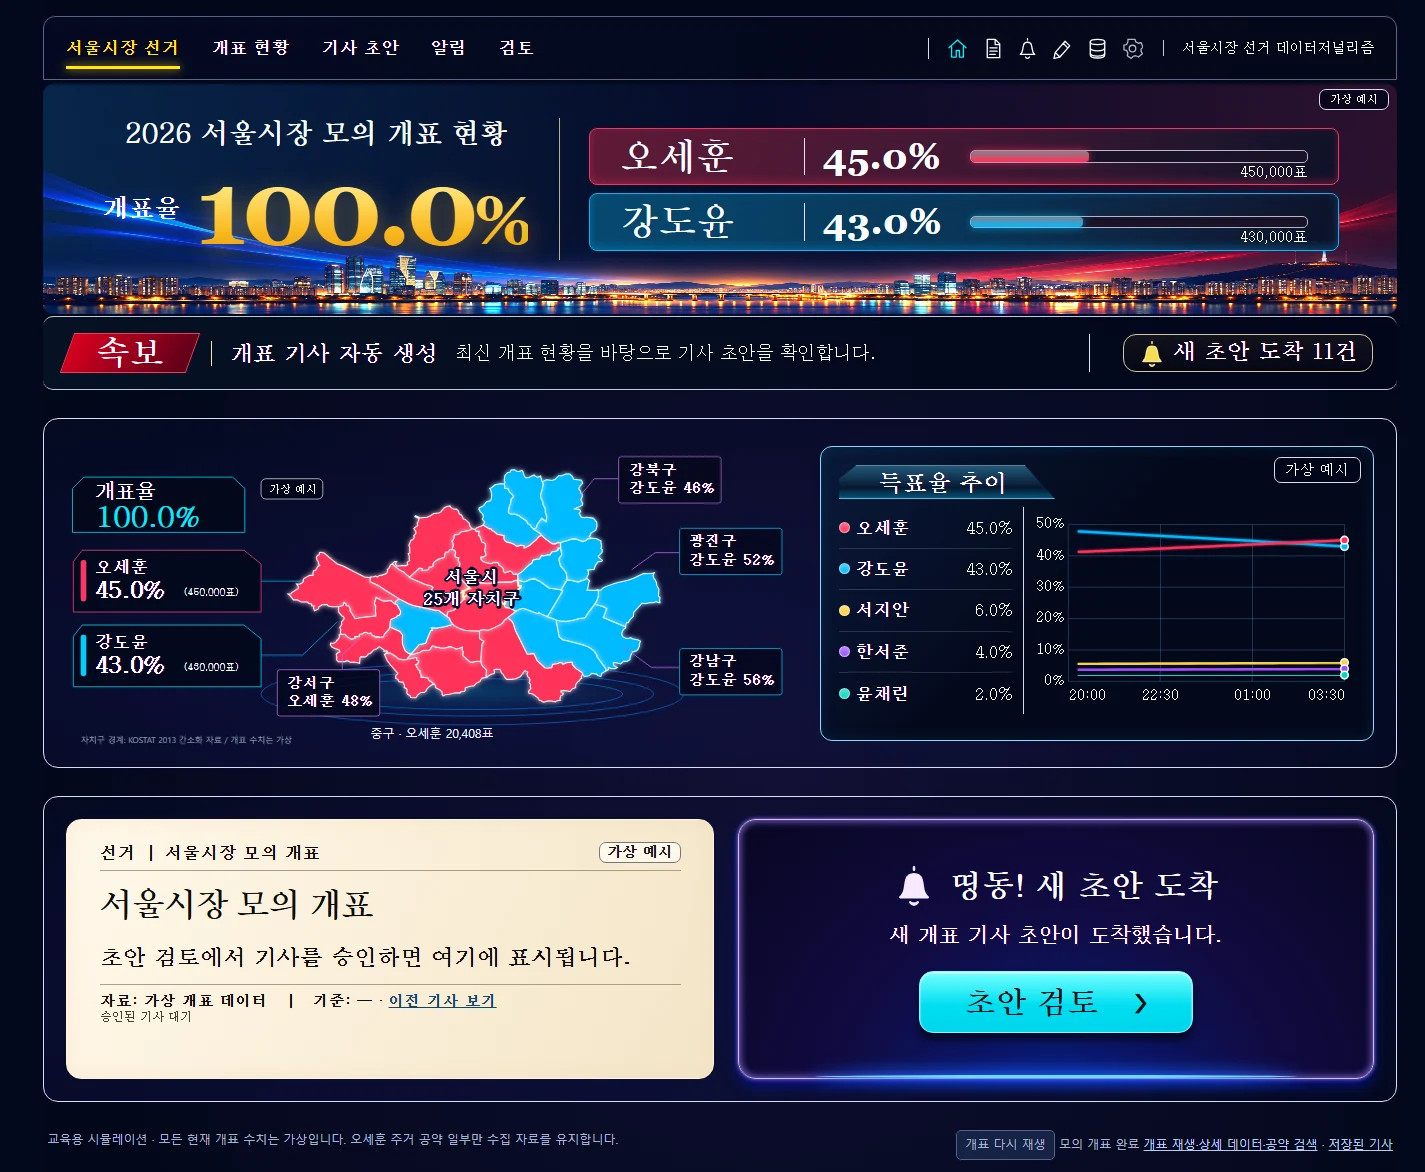 서울시장 선거 개표 현황 기사 초안 알림 검토
서울시장 선거 데이터저널리즘
가상 예시
2026 서울시장 모의 개표 현황
개표율 100.0%
오세훈 45.0%
450,000표
강도윤 43.0%
430,000표
속보 개표 기사 자동 생성 최신 개표 현황을 바탕으로 기사 초안을 확인합니다.
새 초안 도착 11건
개표율
100.0%
가상 예시
오세훈
45.0% (450,000표)
강도윤
43.0% (430,000표)
강북구
강도윤 46%
광진구
강도윤 52%
서울시
25개 자치구
강남구
강도윤 56%
강서구
오세훈 48%
중구 · 오세훈 20,408표
자치구 경계: KOSTAT 2013 간소화 자료 / 개표 수치는 가상
득표율 추이
가상 예시
오세훈 45.0%
강도윤 43.0%
서지안 6.0%
한서준 4.0%
윤채린 2.0%
50%
40%
30%
20%
10%
0%
20:00 22:30 01:00 03:30
선거 | 서울시장 모의 개표
가상 예시
서울시장 모의 개표
초안 검토에서 기사를 승인하면 여기에 표시됩니다.
자료: 가상 개표 데이터 | 기준: — · 이전 기사 보기
승인된 기사 대기
띵동! 새 초안 도착
새 개표 기사 초안이 도착했습니다.
초안 검토 ›
교육용 시뮬레이션 · 모든 현재 개표 수치는 가상입니다. 오세훈 주거 공약 일부만 수집 자료를 유지합니다.
개표 다시 재생 모의 개표 완료 개표 재생·상세 데이터·공약 검색 · 저장된 기사